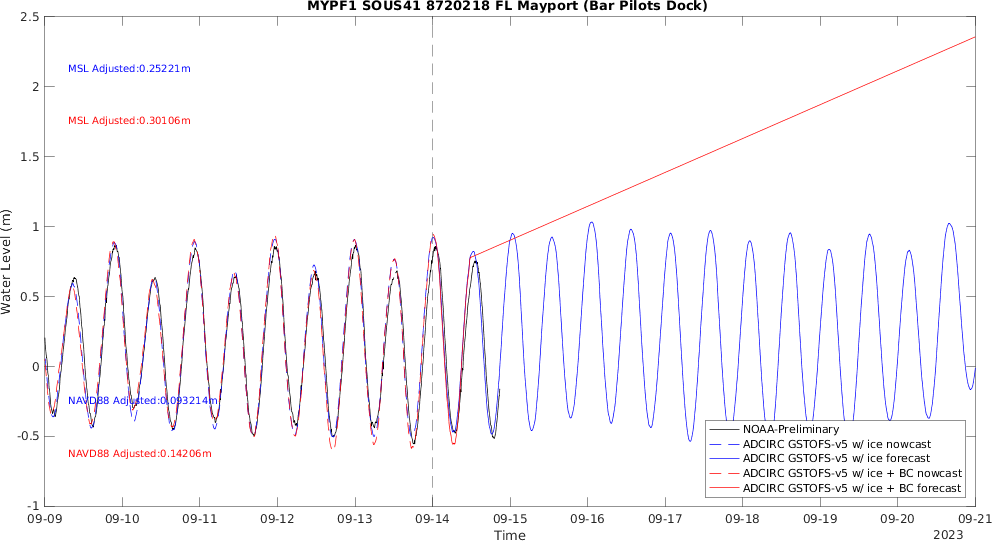 MYPF1 SOUS41 8720218 FL Mayport (Bar Pilots Dock)
2.5
2
1.5
1
0.5
0
-0.5
-1
Water Level (m)
MSL Adjusted:0.25221m
MSL Adjusted:0.30106m
NAVD88 Adjusted:0.093214m
NAVD88 Adjusted:0.14206m
NOAA-Preliminary
ADCIRC GSTOFS-v5 w/ ice nowcast
ADCIRC GSTOFS-v5 w/ ice forecast
ADCIRC GSTOFS-v5 w/ ice + BC nowcast
ADCIRC GSTOFS-v5 w/ ice + BC forecast
09-09 09-10 09-11 09-12 09-13 09-14 09-15 09-16 09-17 09-18 09-19 09-20 09-21
Time
2023